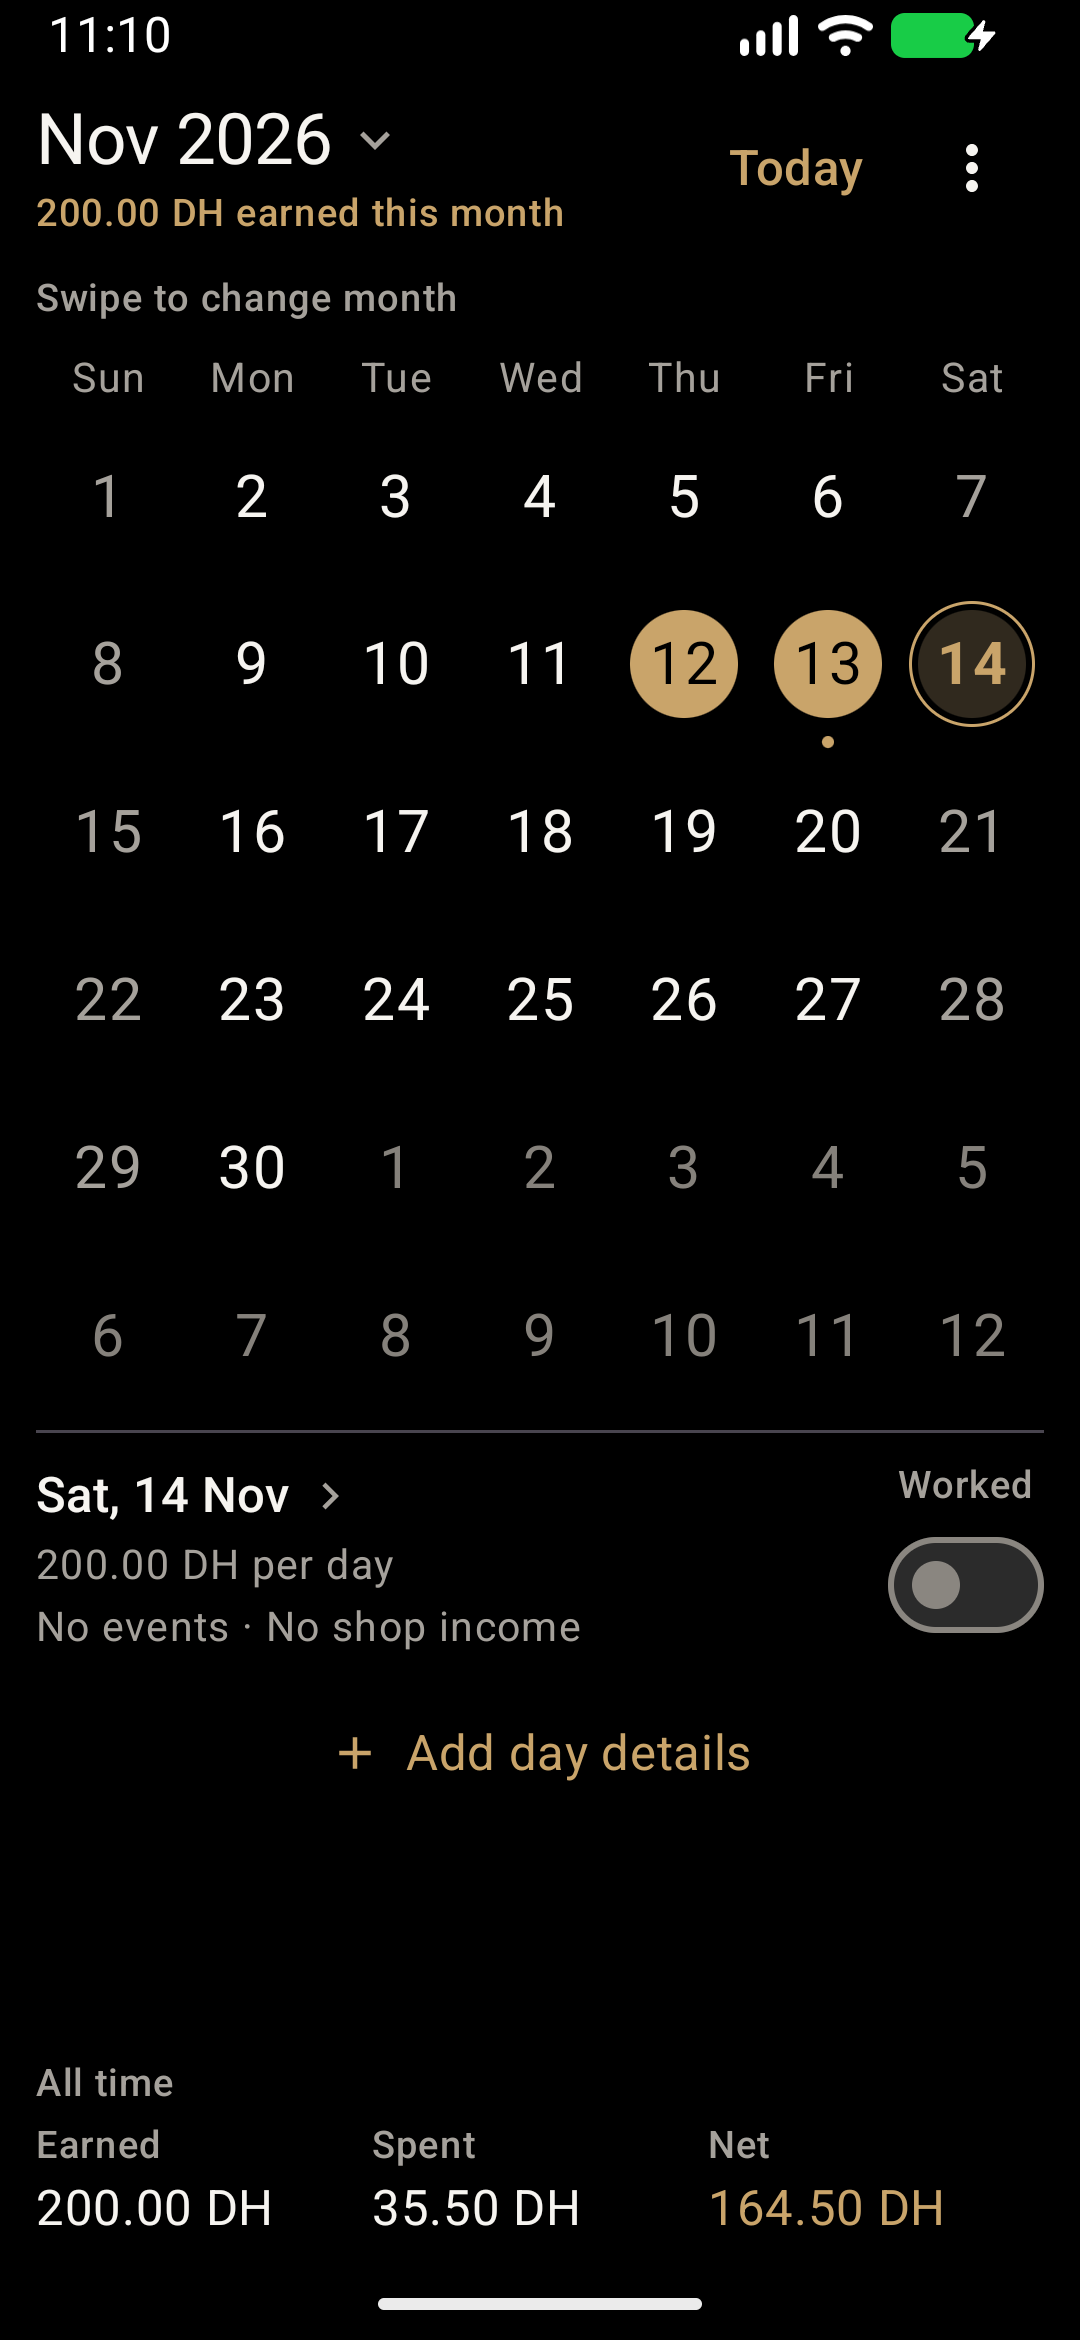 11:10
Nov 2026
200.00 DH earned this month
Today
Swipe to change month
Sun Mon Tue Wed Thu Fri Sat
1 2 3 4 5 6 7
8 9 10 11 12 13 14
15 16 17 18 19 20 21
22 23 24 25 26 27 28
29 30 1 2 3 4 5
6 7 8 9 10 11 12
Sat, 14 Nov
Worked
200.00 DH per day
No events · No shop income
+ Add day details
All time
Earned Spent Net
200.00 DH 35.50 DH 164.50 DH